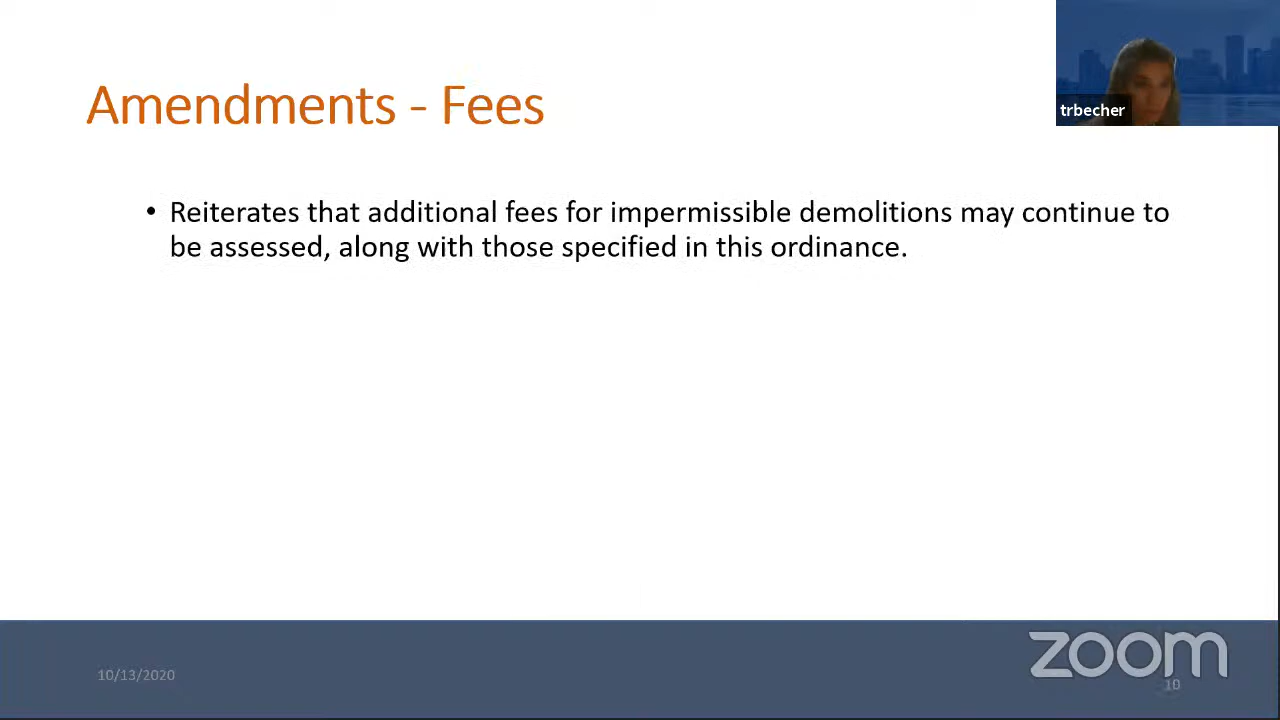 Amendments - Fees
trbecher
• Reiterates that additional fees for impermissible demolitions may continue to
be assessed, along with those specified in this ordinance.
10/13/2020
zoom
10